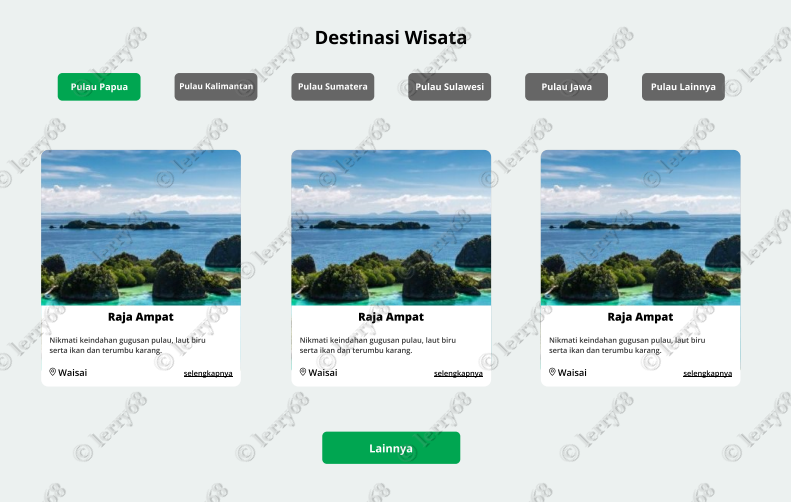 Destinasi Wisata
Pulau Papua
Pulau Kalimantan
Pulau Sumatera
Pulau Sulawesi
Pulau Jawa
Pulau Lainnya
Raja Ampat
Nikmati keindahan gugusan pulau, laut biru
serta ikan dan terumbu karang.
Waisai
selengkapnya
Raja Ampat
Nikmati keindahan gugusan pulau, laut biru
serta ikan dan terumbu karang.
Waisai
selengkapnya
Raja Ampat
Nikmati keindahan gugusan pulau, laut biru
serta ikan dan terumbu karang.
Waisai
selengkapnya
Lainnya
© lerry68